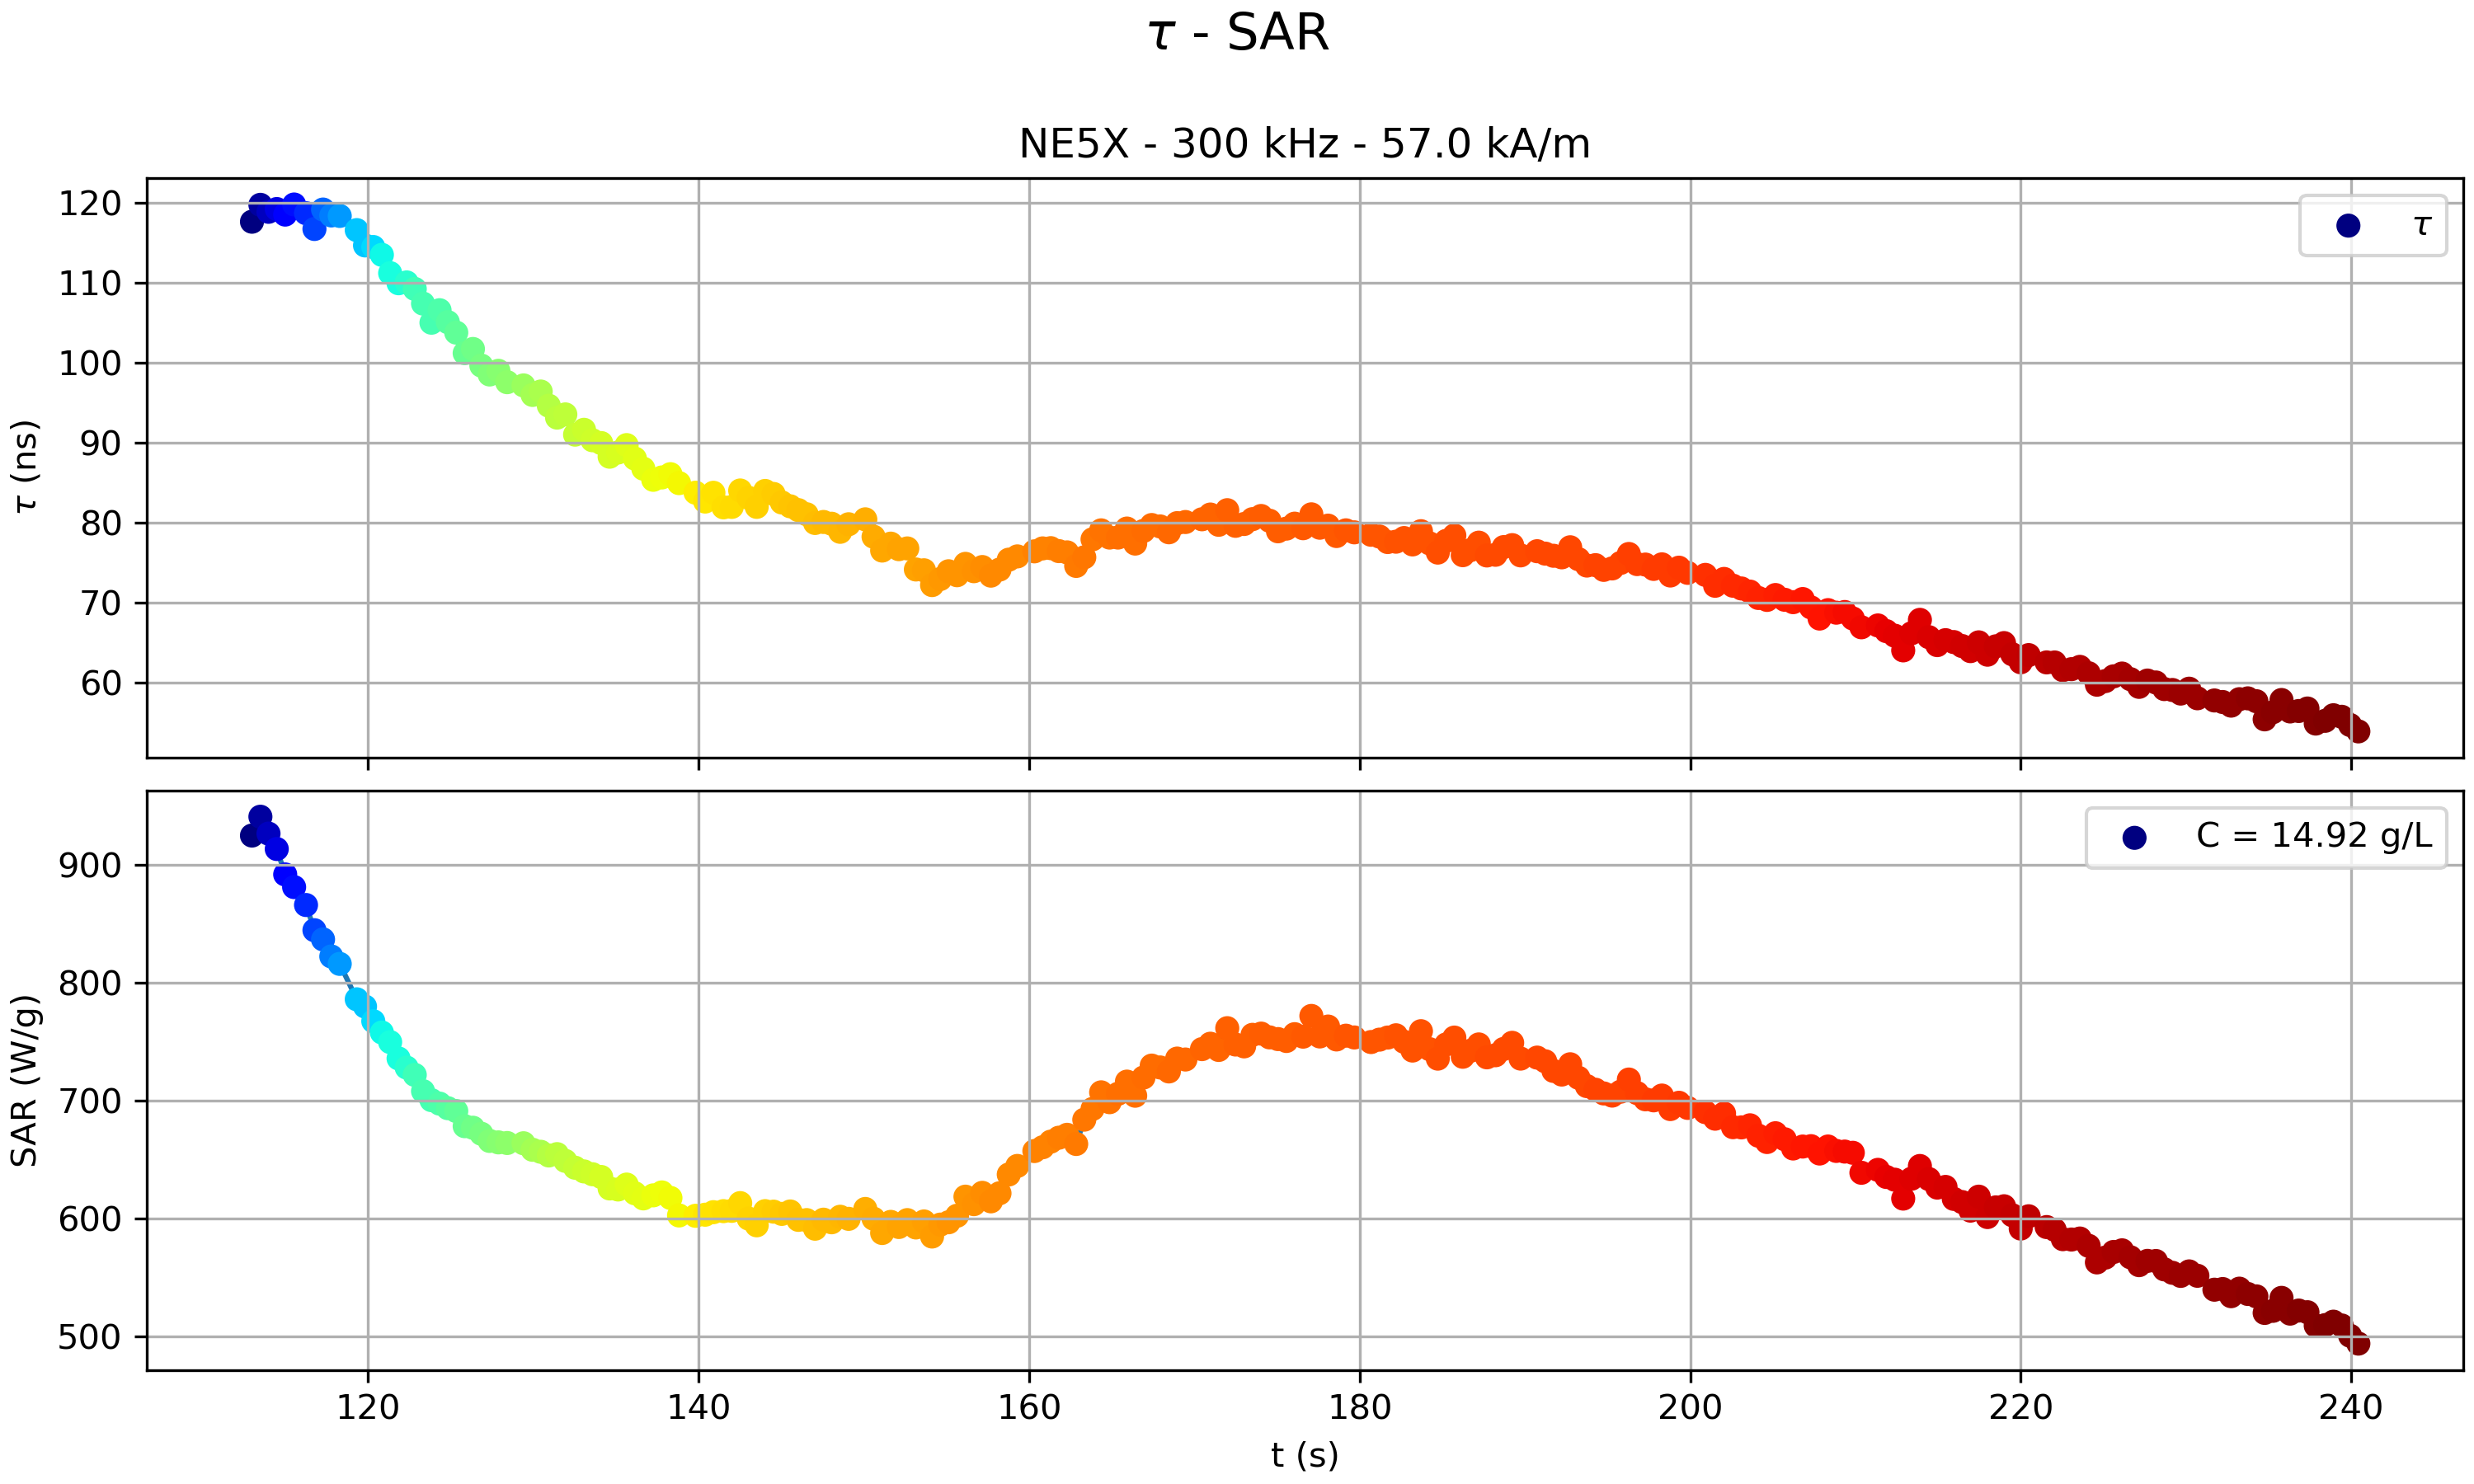 τ - SAR
NE5X - 300 kHz - 57.0 kA/m
τ
120
110
100
90
80
70
60
τ (ns)
C = 14.92 g/L
900
800
700
600
500
SAR (W/g)
120 140 160 180 200 220 240
t (s)